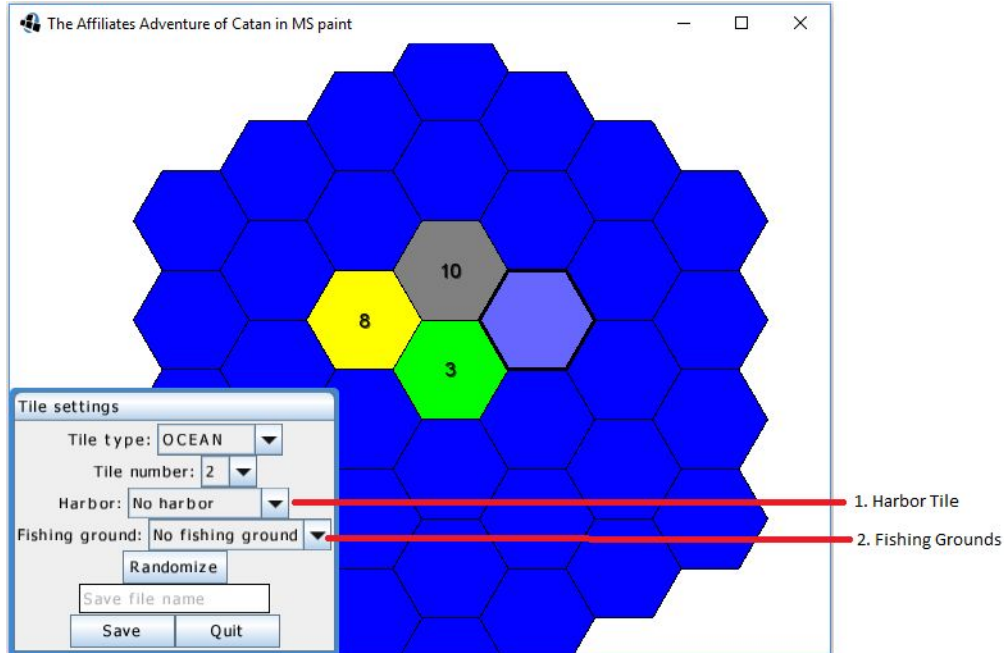 The Affiliates Adventure of Catan in MS paint
10
8
3
Tile settings
Tile type: OCEAN
Tile number: 2
Harbor: No harbor
1. Harbor Tile
Fishing ground: No fishing ground
2. Fishing Grounds
Randomize
Save file name
Save Quit